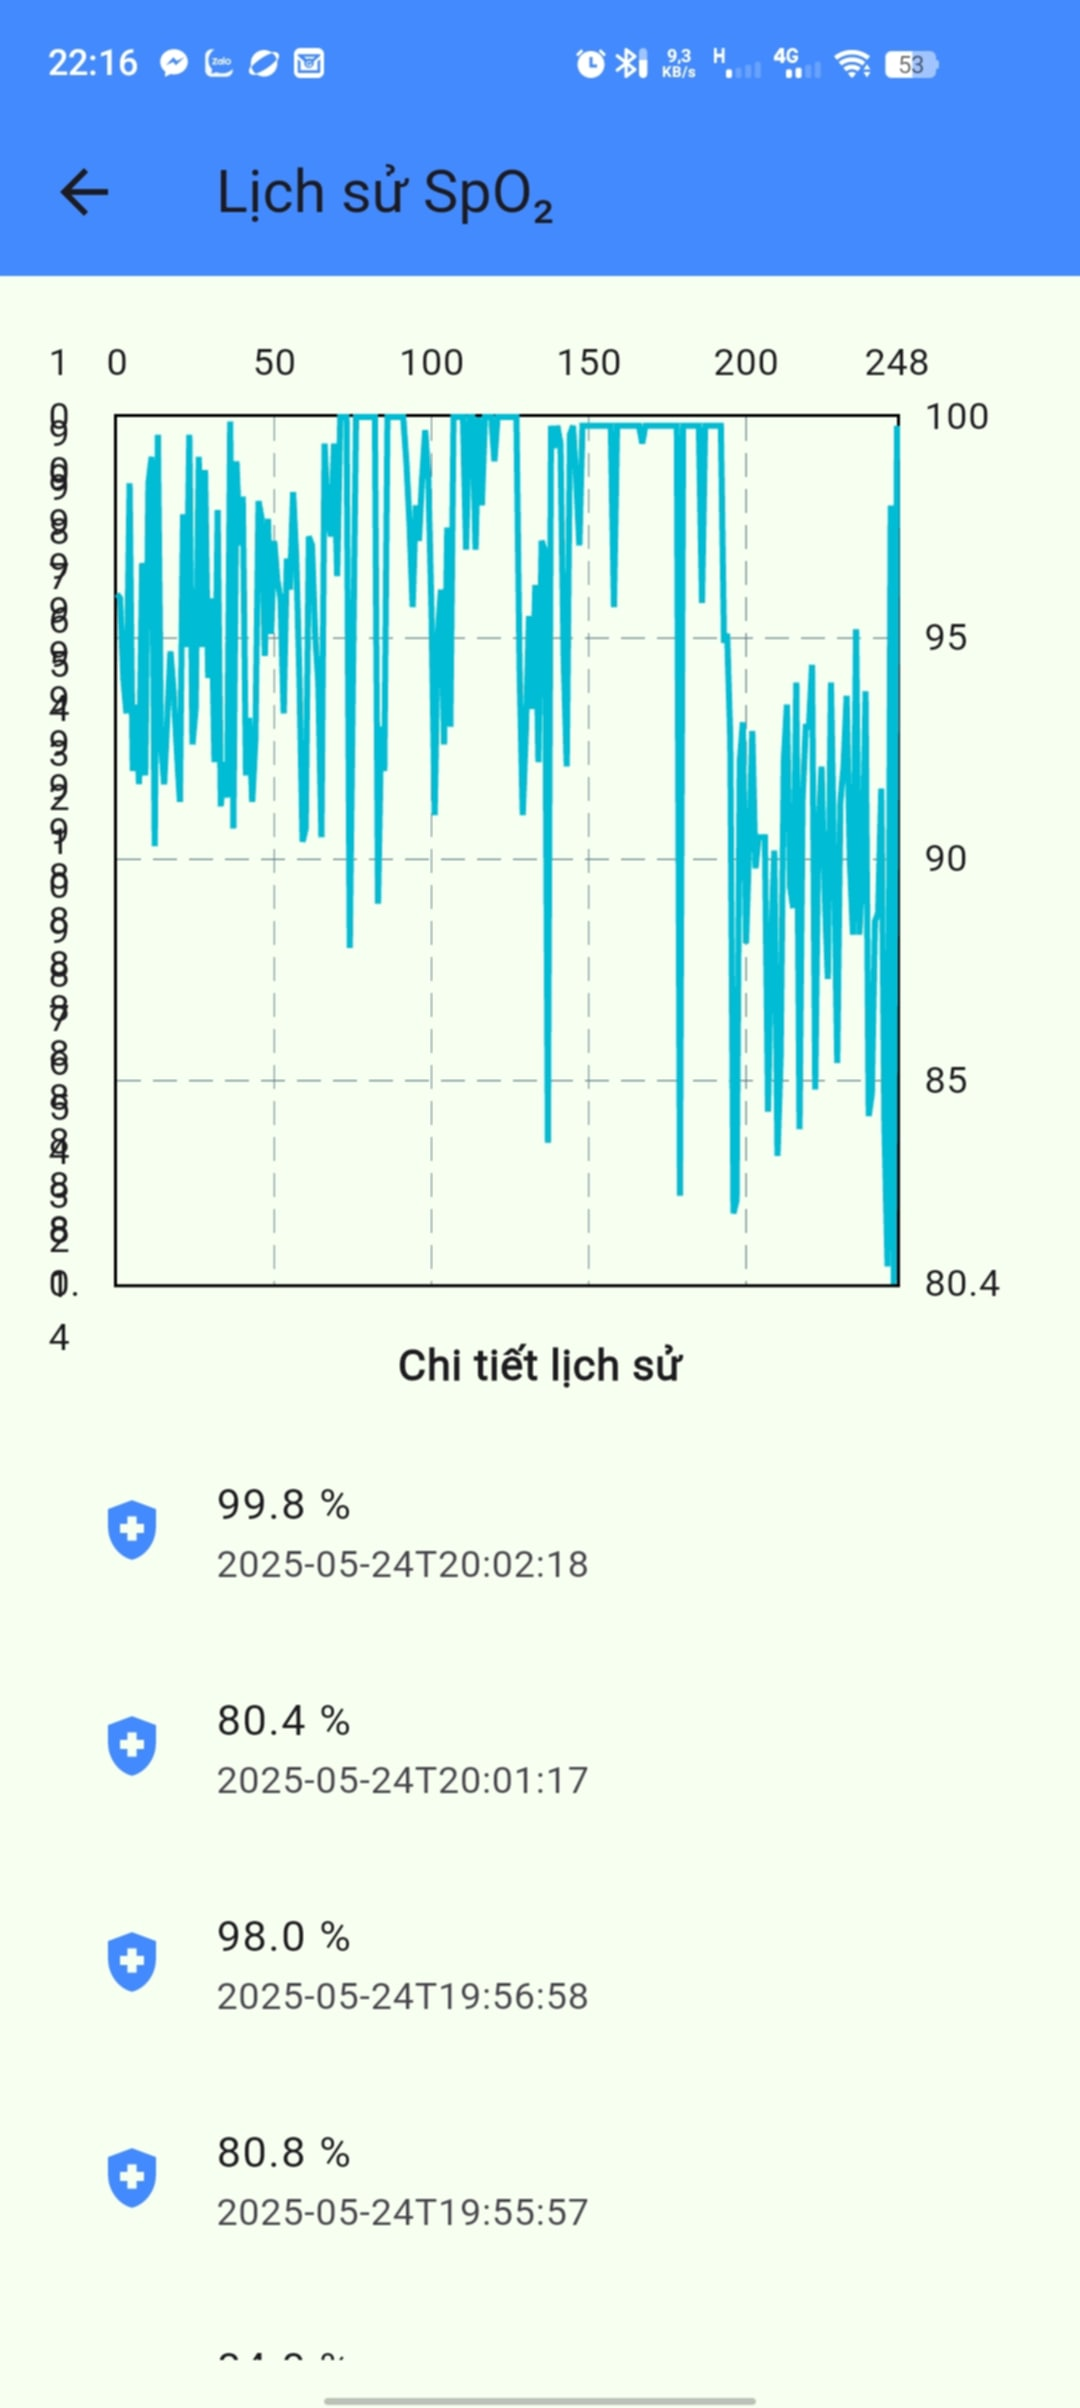 22:16
zalo
9,3
KB/s
H
4G
53
Lịch sử SpO₂
0 50 100 150 200 248
100
95
90
85
80.4
Chi tiết lịch sử
99.8 %
2025-05-24T20:02:18
80.4 %
2025-05-24T20:01:17
98.0 %
2025-05-24T19:56:58
80.8 %
2025-05-24T19:55:57